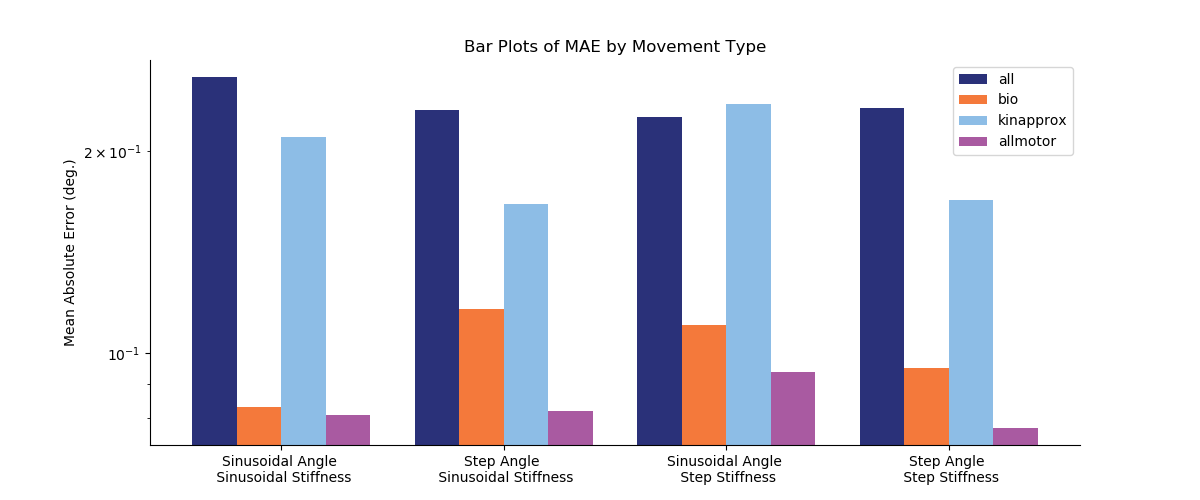 Bar Plots of MAE by Movement Type
all
bio
kinapprox
allmotor
Mean Absolute Error (deg.)
2 × 10⁻¹
10⁻¹
Sinusoidal Angle
Sinusoidal Stiffness
Step Angle
Sinusoidal Stiffness
Sinusoidal Angle
Step Stiffness
Step Angle
Step Stiffness